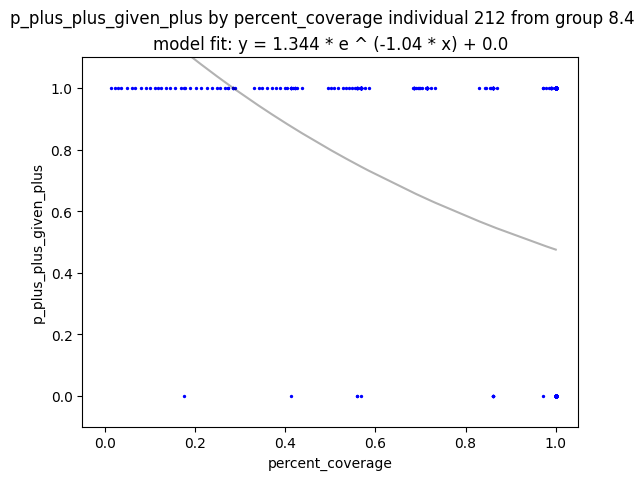 p_plus_plus_given_plus by percent_coverage individual 212 from group 8.4
model fit: y = 1.344 * e ^ (-1.04 * x) + 0.0
p_plus_plus_given_plus
1.0
0.8
0.6
0.4
0.2
0.0
0.0 0.2 0.4 0.6 0.8 1.0
percent_coverage